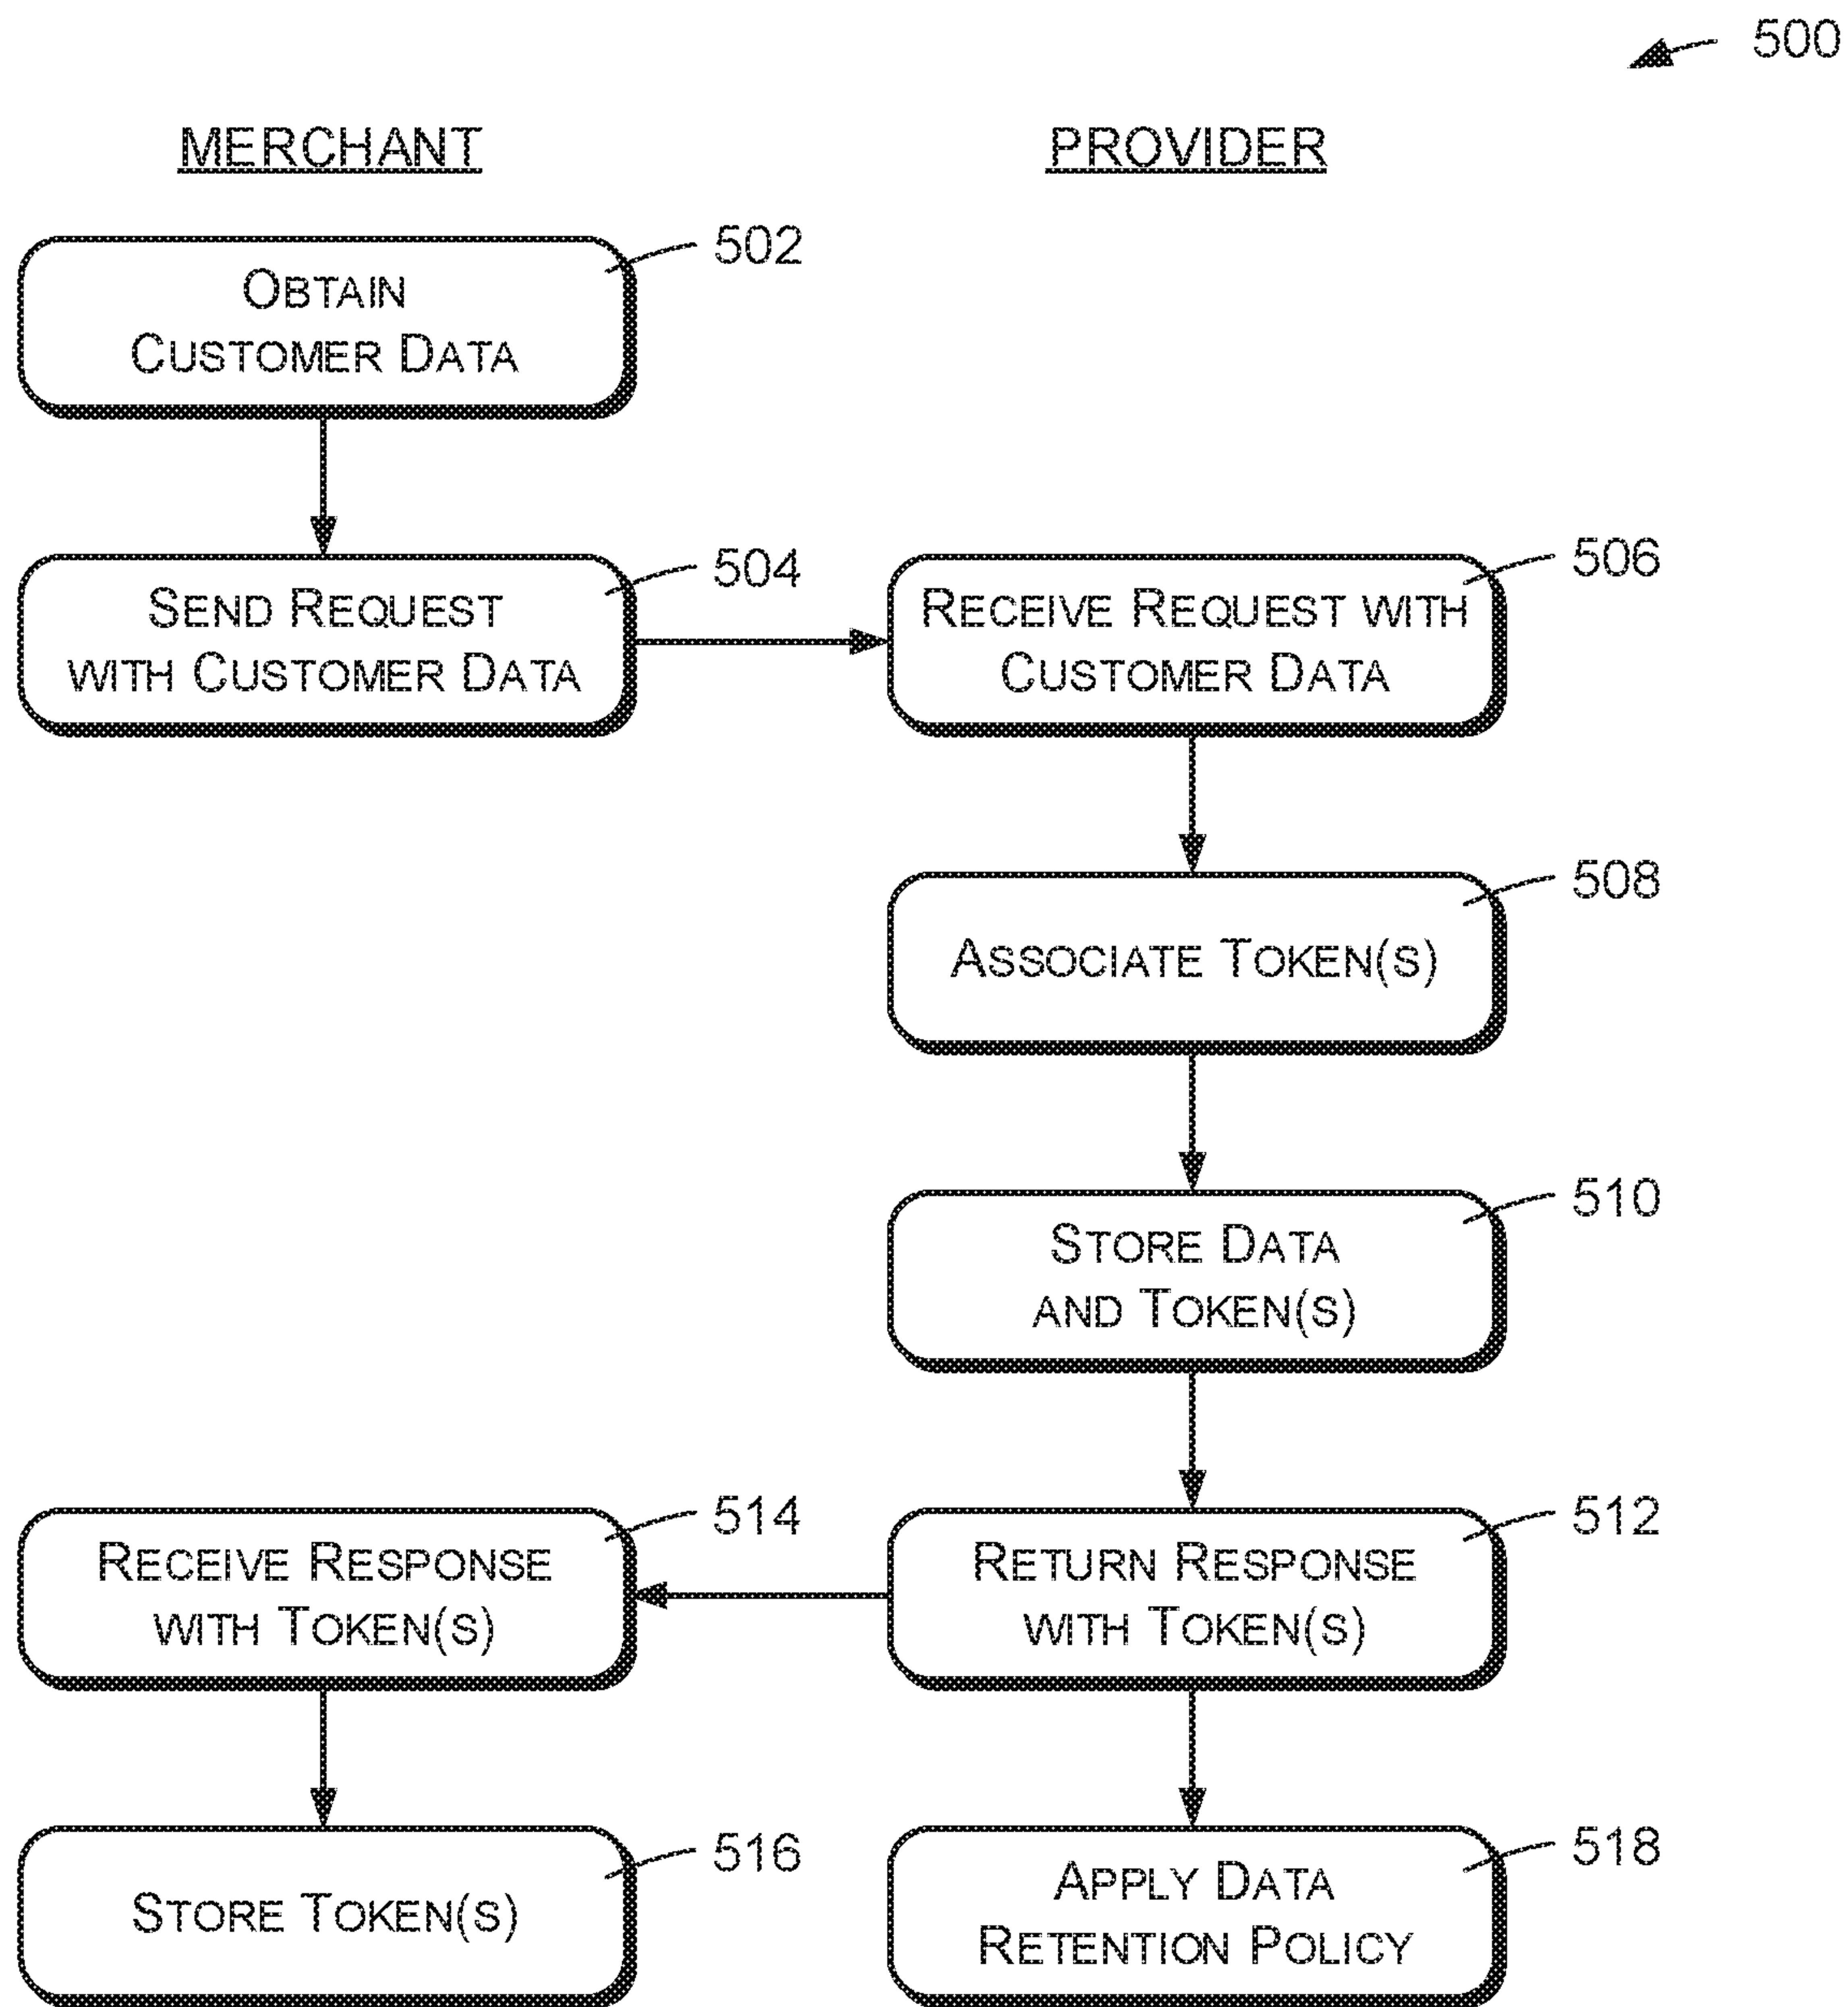 500
MERCHANT
PROVIDER
502
OBTAIN
CUSTOMER DATA
504
SEND REQUEST
WITH CUSTOMER DATA
506
RECEIVE REQUEST WITH
CUSTOMER DATA
508
ASSOCIATE TOKEN(S)
510
STORE DATA
AND TOKEN(S)
514
RECEIVE RESPONSE
WITH TOKEN(S)
512
RETURN RESPONSE
WITH TOKEN(S)
516
STORE TOKEN(S)
518
APPLY DATA
RETENTION POLICY